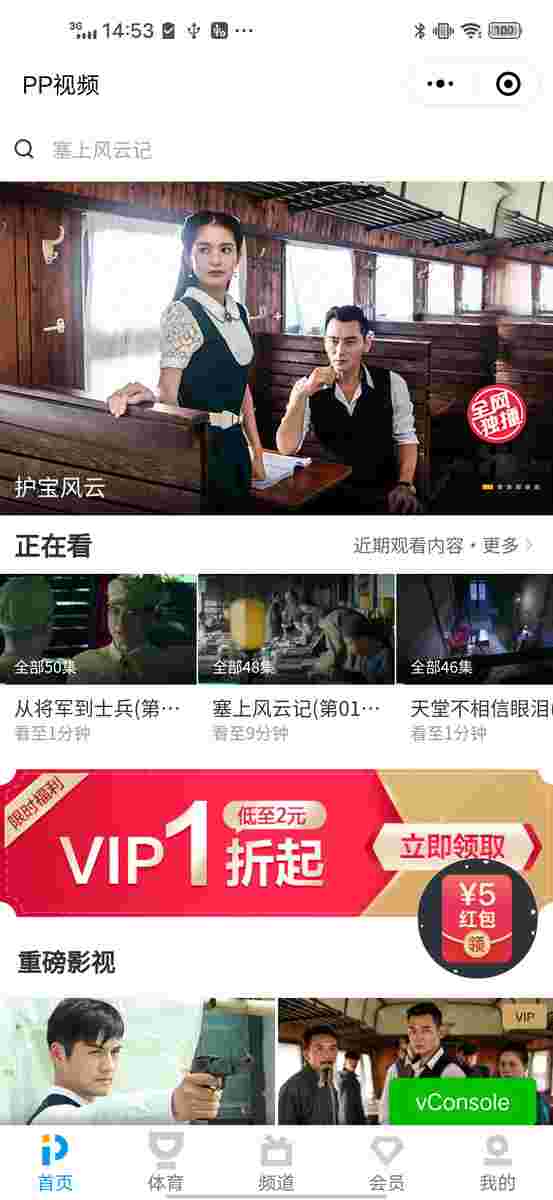 3G 14:53 100
PP视频
塞上风云记
全网
独播
护宝风云
正在看
近期观看内容·更多
全部50集
全部48集
全部46集
从将军到士兵(第…
塞上风云记(第01…
天堂不相信眼泪(
看至1分钟
看至9分钟
看至1分钟
限时福利
VIP1折起
低至2元
立即领取
¥5
红包
领
重磅影视
VIP
vConsole
首页
体育
频道
会员
我的